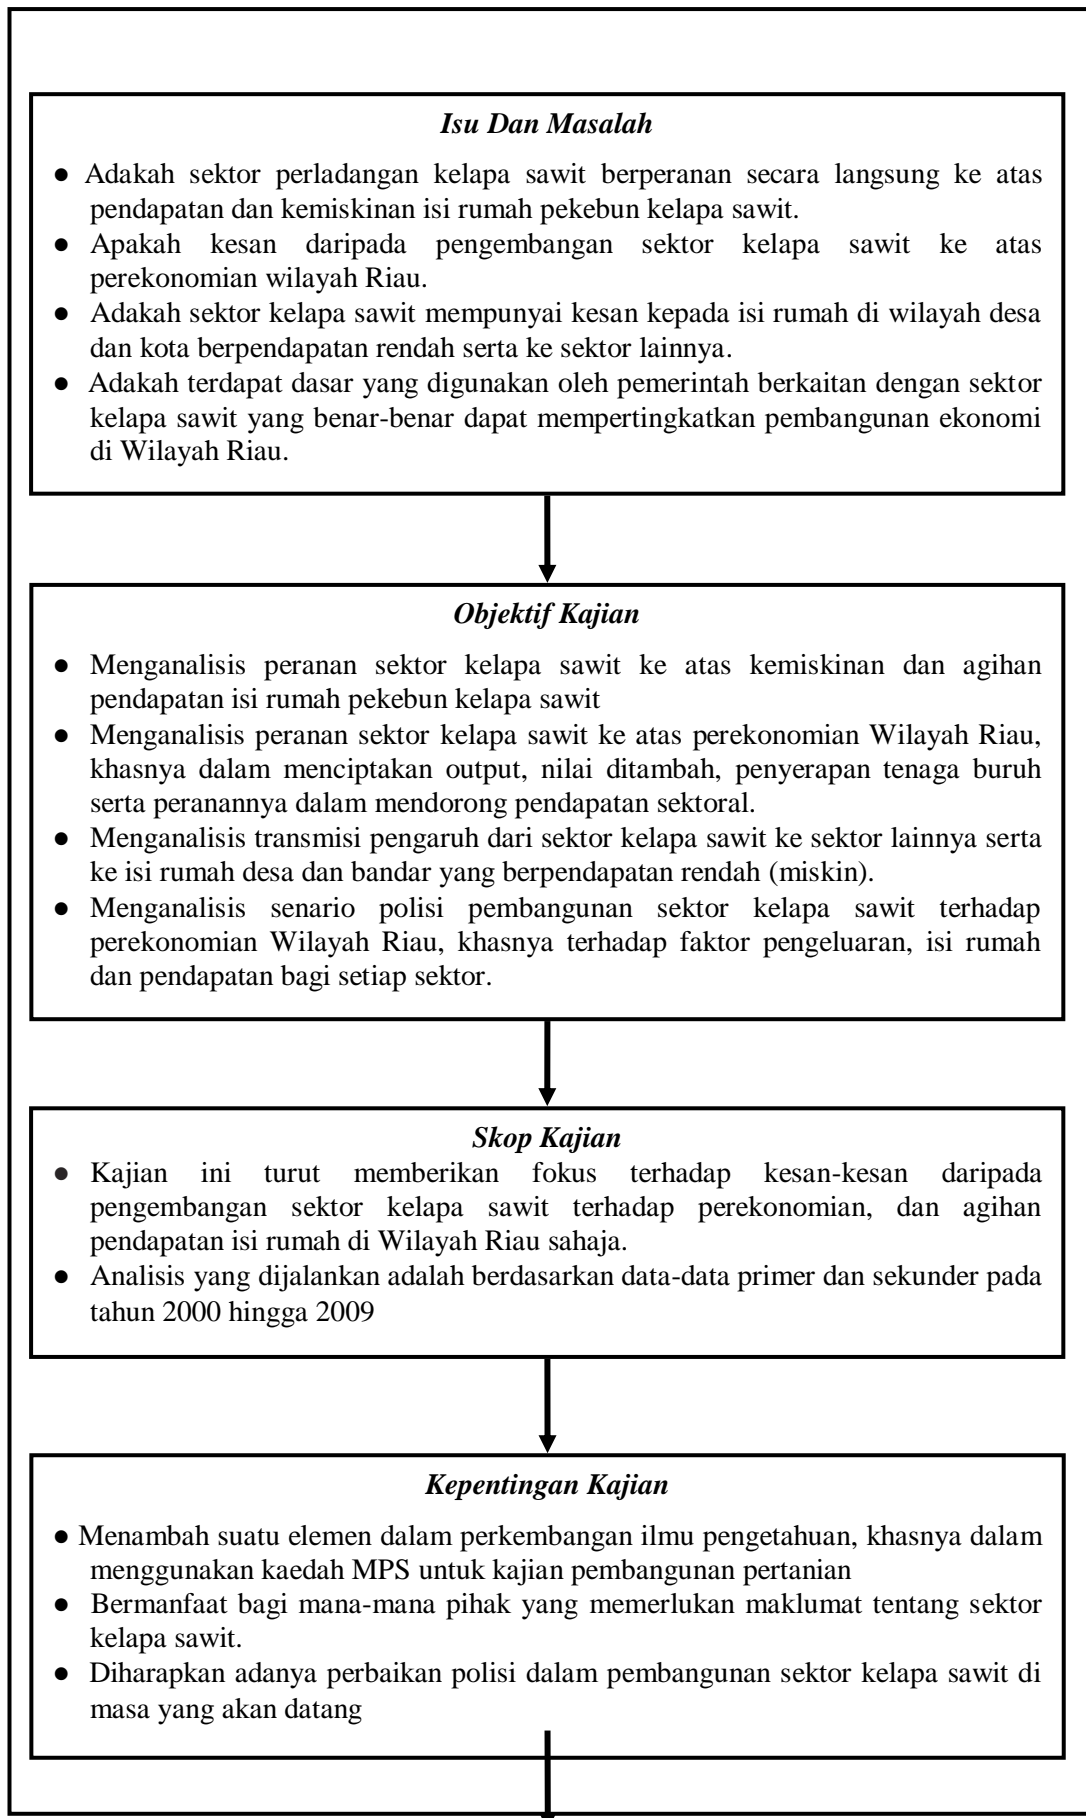 Isu Dan Masalah
● Adakah sektor perladangan kelapa sawit berperanan secara langsung ke atas
pendapatan dan kemiskinan isi rumah pekebun kelapa sawit.
● Apakah kesan daripada pengembangan sektor kelapa sawit ke atas
perekonomian wilayah Riau.
● Adakah sektor kelapa sawit mempunyai kesan kepada isi rumah di wilayah desa
dan kota berpendapatan rendah serta ke sektor lainnya.
● Adakah terdapat dasar yang digunakan oleh pemerintah berkaitan dengan sektor
kelapa sawit yang benar-benar dapat mempertingkatkan pembangunan ekonomi
di Wilayah Riau.
Objektif Kajian
● Menganalisis peranan sektor kelapa sawit ke atas kemiskinan dan agihan
pendapatan isi rumah pekebun kelapa sawit
● Menganalisis peranan sektor kelapa sawit ke atas perekonomian Wilayah Riau,
khasnya dalam menciptakan output, nilai ditambah, penyerapan tenaga buruh
serta peranannya dalam mendorong pendapatan sektoral.
● Menganalisis transmisi pengaruh dari sektor kelapa sawit ke sektor lainnya serta
ke isi rumah desa dan bandar yang berpendapatan rendah (miskin).
● Menganalisis senario polisi pembangunan sektor kelapa sawit terhadap
perekonomian Wilayah Riau, khasnya terhadap faktor pengeluaran, isi rumah
dan pendapatan bagi setiap sektor.
Skop Kajian
● Kajian ini turut memberikan fokus terhadap kesan-kesan daripada
pengembangan sektor kelapa sawit terhadap perekonomian, dan agihan
pendapatan isi rumah di Wilayah Riau sahaja.
● Analisis yang dijalankan adalah berdasarkan data-data primer dan sekunder pada
tahun 2000 hingga 2009
Kepentingan Kajian
● Menambah suatu elemen dalam perkembangan ilmu pengetahuan, khasnya dalam
menggunakan kaedah MPS untuk kajian pembangunan pertanian
● Bermanfaat bagi mana-mana pihak yang memerlukan maklumat tentang sektor
kelapa sawit.
● Diharapkan adanya perbaikan polisi dalam pembangunan sektor kelapa sawit di
masa yang akan datang